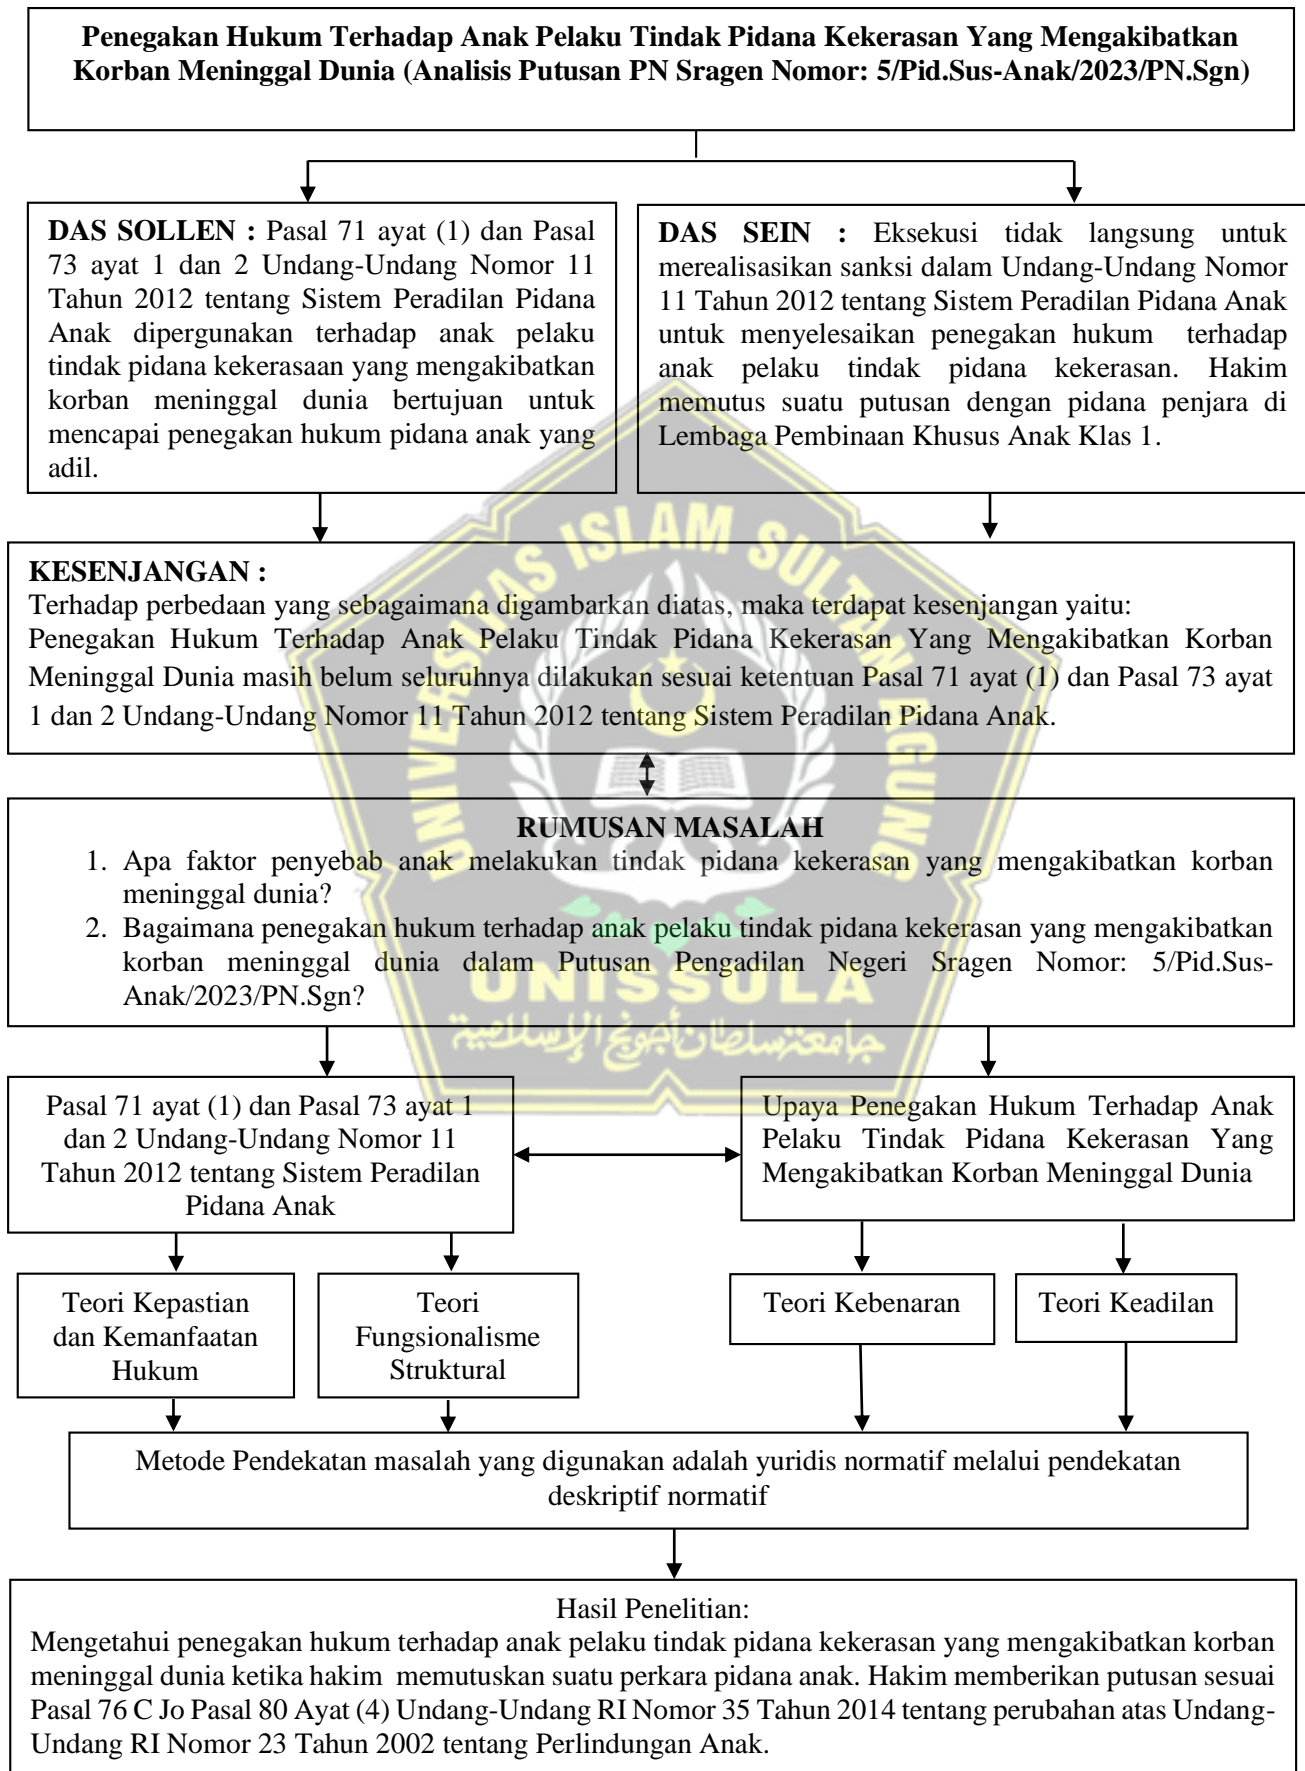 Penegakan Hukum Terhadap Anak Pelaku Tindak Pidana Kekerasan Yang Mengakibatkan
Korban Meninggal Dunia (Analisis Putusan PN Sragen Nomor: 5/Pid.Sus-Anak/2023/PN.Sgn)
DAS SOLLEN : Pasal 71 ayat (1) dan Pasal
73 ayat 1 dan 2 Undang-Undang Nomor 11
Tahun 2012 tentang Sistem Peradilan Pidana
Anak dipergunakan terhadap anak pelaku
tindak pidana kekerasaan yang mengakibatkan
korban meninggal dunia bertujuan untuk
mencapai penegakan hukum pidana anak yang
adil.
DAS SEIN : Eksekusi tidak langsung untuk
merealisasikan sanksi dalam Undang-Undang Nomor
11 Tahun 2012 tentang Sistem Peradilan Pidana Anak
untuk menyelesaikan penegakan hukum terhadap
anak pelaku tindak pidana kekerasan. Hakim
memutus suatu putusan dengan pidana penjara di
Lembaga Pembinaan Khusus Anak Klas 1.
KESENJANGAN :
Terhadap perbedaan yang sebagaimana digambarkan diatas, maka terdapat kesenjangan yaitu:
Penegakan Hukum Terhadap Anak Pelaku Tindak Pidana Kekerasan Yang Mengakibatkan Korban
Meninggal Dunia masih belum seluruhnya dilakukan sesuai ketentuan Pasal 71 ayat (1) dan Pasal 73 ayat
1 dan 2 Undang-Undang Nomor 11 Tahun 2012 tentang Sistem Peradilan Pidana Anak.
RUMUSAN MASALAH
1. Apa faktor penyebab anak melakukan tindak pidana kekerasan yang mengakibatkan korban
meninggal dunia?
2. Bagaimana penegakan hukum terhadap anak pelaku tindak pidana kekerasan yang mengakibatkan
korban meninggal dunia dalam Putusan Pengadilan Negeri Sragen Nomor: 5/Pid.Sus-
Anak/2023/PN.Sgn?
UNIVERSITAS ISLAM SULTAN AGUNG
UNISSULA
جامعة سلطان أجونج الإسلامية
Pasal 71 ayat (1) dan Pasal 73 ayat 1
dan 2 Undang-Undang Nomor 11
Tahun 2012 tentang Sistem Peradilan
Pidana Anak
Upaya Penegakan Hukum Terhadap Anak
Pelaku Tindak Pidana Kekerasan Yang
Mengakibatkan Korban Meninggal Dunia
Teori Kepastian
dan Kemanfaatan
Hukum
Teori
Fungsionalisme
Struktural
Teori Kebenaran
Teori Keadilan
Metode Pendekatan masalah yang digunakan adalah yuridis normatif melalui pendekatan
deskriptif normatif
Hasil Penelitian:
Mengetahui penegakan hukum terhadap anak pelaku tindak pidana kekerasan yang mengakibatkan korban
meninggal dunia ketika hakim memutuskan suatu perkara pidana anak. Hakim memberikan putusan sesuai
Pasal 76 C Jo Pasal 80 Ayat (4) Undang-Undang RI Nomor 35 Tahun 2014 tentang perubahan atas Undang-
Undang RI Nomor 23 Tahun 2002 tentang Perlindungan Anak.